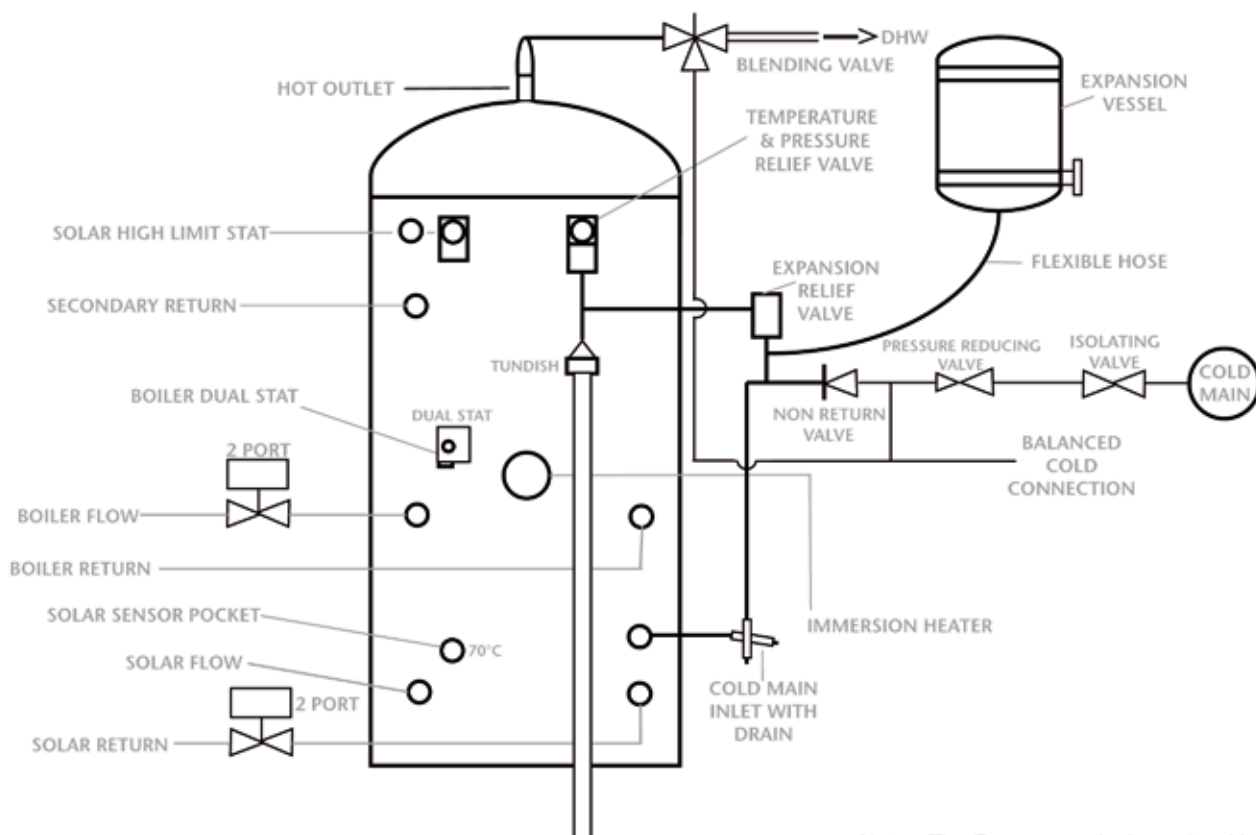 DHW
BLENDING VALVE
HOT OUTLET
EXPANSION
VESSEL
TEMPERATURE
& PRESSURE
RELIEF VALVE
SOLAR HIGH LIMIT STAT
FLEXIBLE HOSE
EXPANSION
RELIEF
VALVE
SECONDARY RETURN
TUNDISH
PRESSURE REDUCING
VALVE
ISOLATING
VALVE
COLD
MAIN
BOILER DUAL STAT
DUAL STAT
NON RETURN
VALVE
2 PORT
BALANCED
COLD
CONNECTION
BOILER FLOW
BOILER RETURN
SOLAR SENSOR POCKET
70°C
IMMERSION HEATER
SOLAR FLOW
2 PORT
COLD MAIN
INLET WITH
DRAIN
SOLAR RETURN